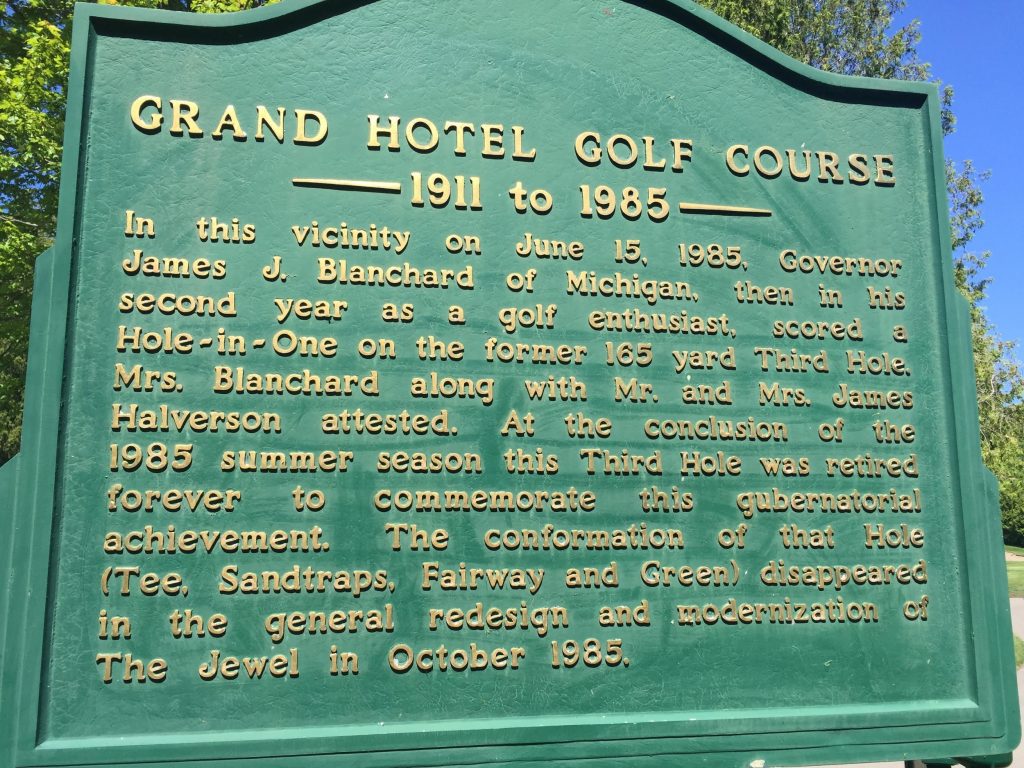 GRAND HOTEL GOLF COURSE
1911 to 1985
In this vicinity on June 15, 1985, Governor
James J. Blanchard of Michigan, then in his
second year as a golf enthusiast, scored a
Hole-in-One on the former 165 yard Third Hole.
Mrs. Blanchard along with Mr. and Mrs. James
Halverson attested. At the conclusion of the
1985 summer season this Third Hole was retired
forever to commemorate this gubernatorial
achievement. The conformation of that Hole
(Tee, Sandtraps, Fairway and Green) disappeared
in the general redesign and modernization of
The Jewel in October 1985.